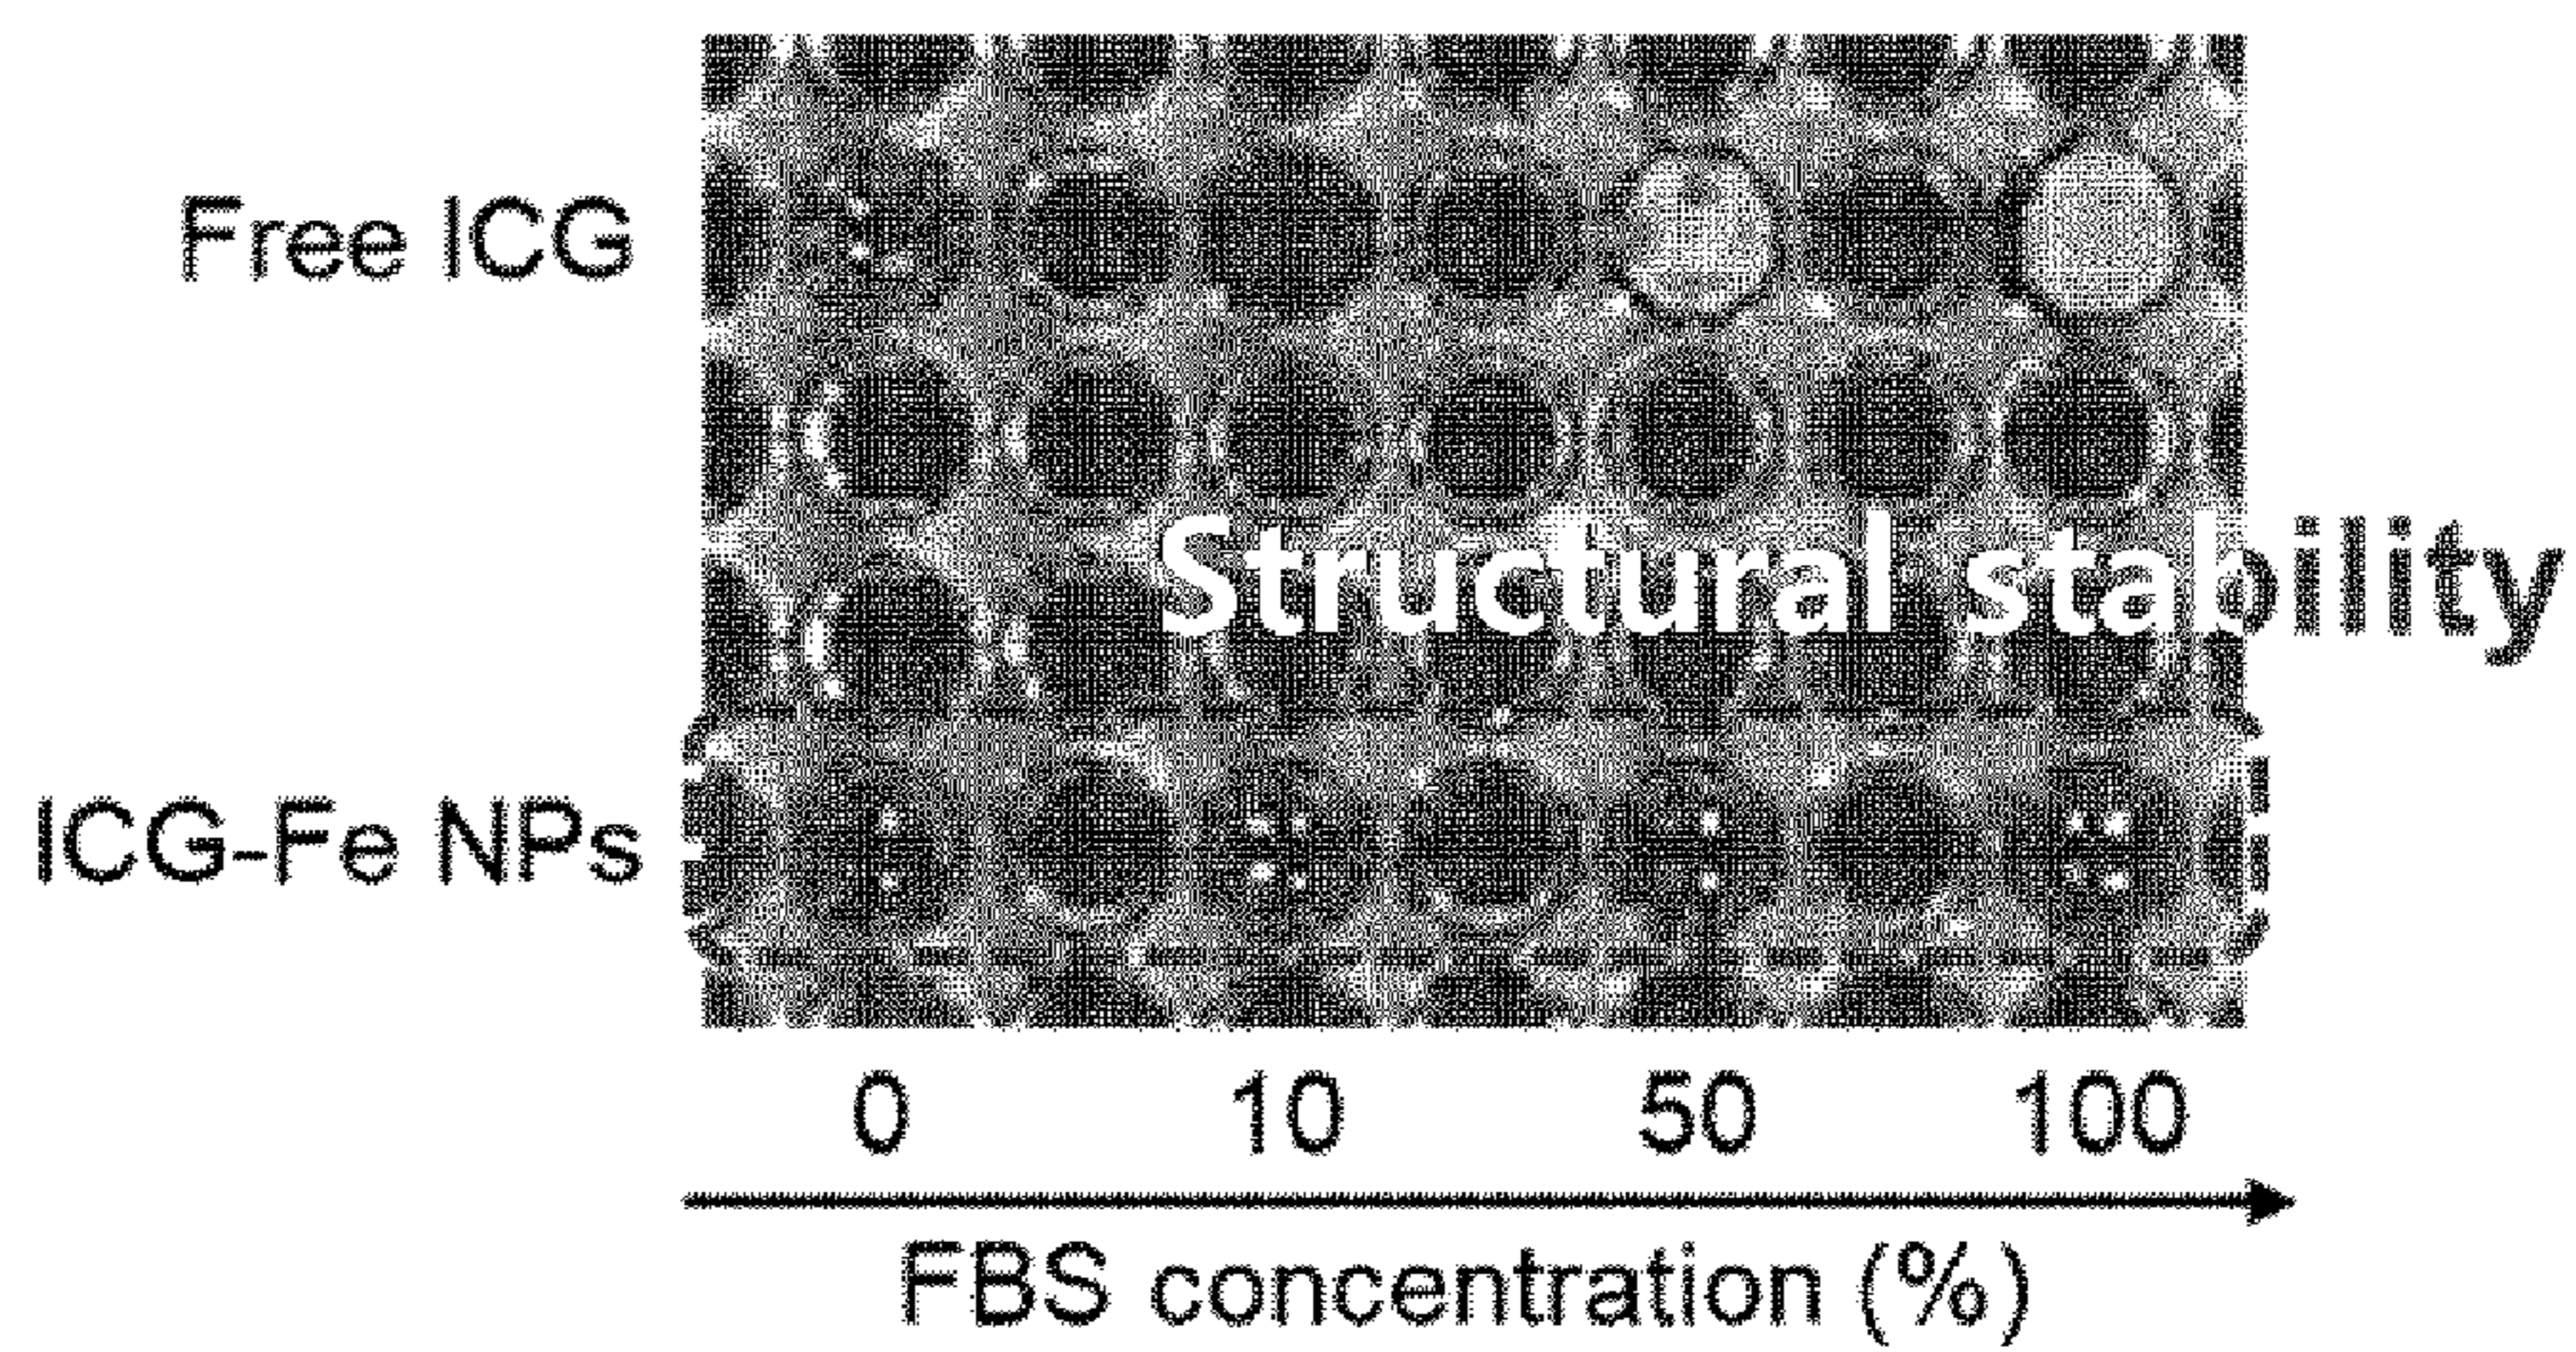 Free ICG
Structural stability
ICG-Fe NPs
0 10 50 100
FBS concentration (%)